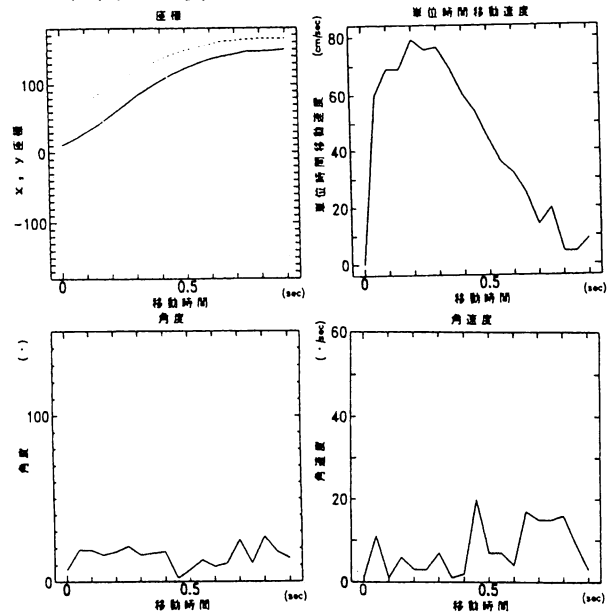 座標
単位時間移動速度
100
0
-100
x, y座標
0
0.5
(sec)
移動時間
(cm/sec)
80
60
40
20
0
単位時間移動速度
0
0.5
(sec)
移動時間
角度
(·)
100
0
角度
0
0.5
(sec)
移動時間
角速度
(·/sec)
60
40
20
0
角速度
0
0.5
(sec)
移動時間